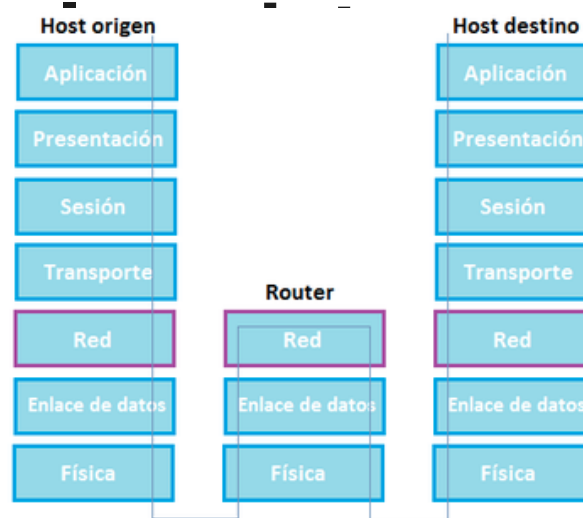 Host origen
Aplicación
Presentación
Sesión
Transporte
Red
Enlace de datos
Física
Router
Red
Enlace de datos
Física
Host destino
Aplicación
Presentación
Sesión
Transporte
Red
Enlace de datos
Física